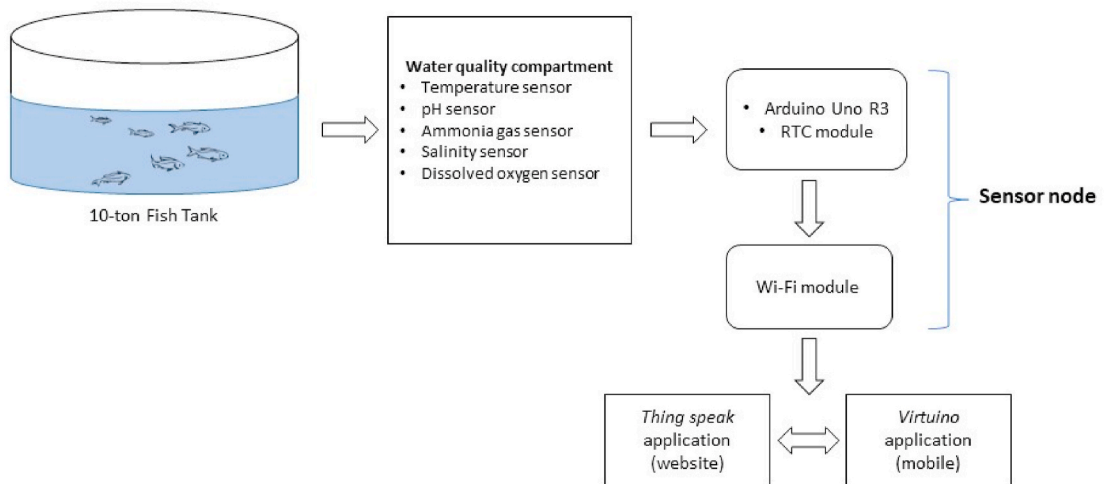 10-ton Fish Tank
Water quality compartment
• Temperature sensor
• pH sensor
• Ammonia gas sensor
• Salinity sensor
• Dissolved oxygen sensor
• Arduino Uno R3
• RTC module
Sensor node
Wi-Fi module
Thing speak
application
(website)
Virtuino
application
(mobile)